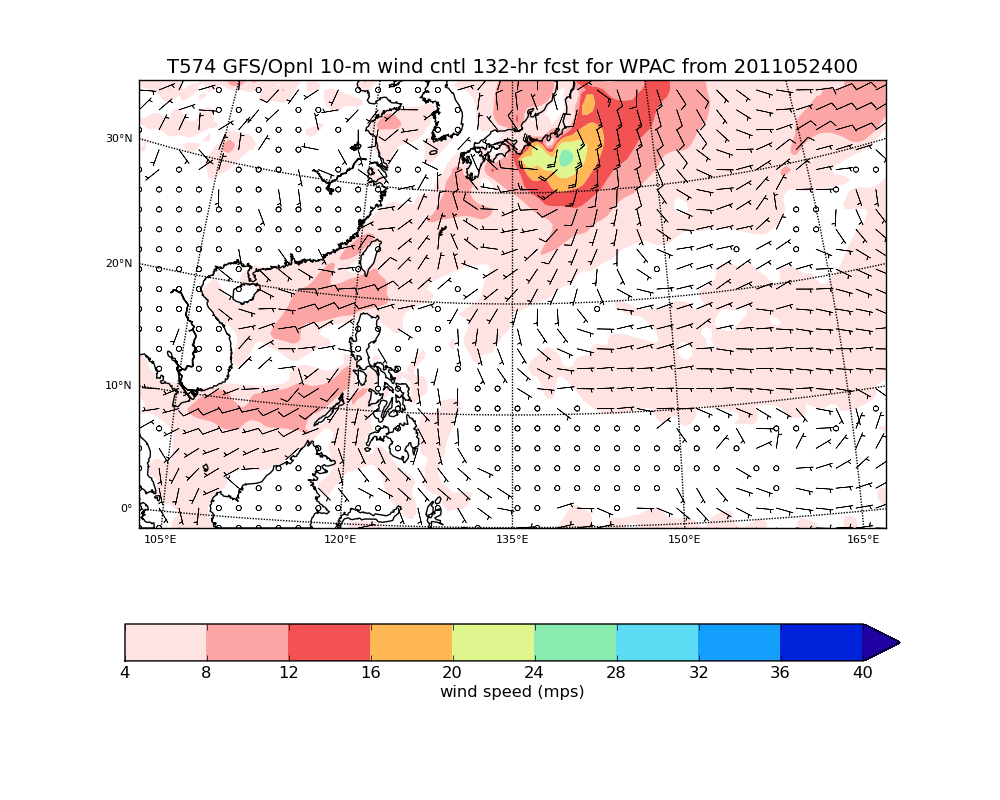 T574 GFS/Opnl 10-m wind cntl 132-hr fcst for WPAC from 2011052400
30°N
20°N
10°N
0°
105°E 120°E 135°E 150°E 165°E
4 8 12 16 20 24 28 32 36 40
wind speed (mps)